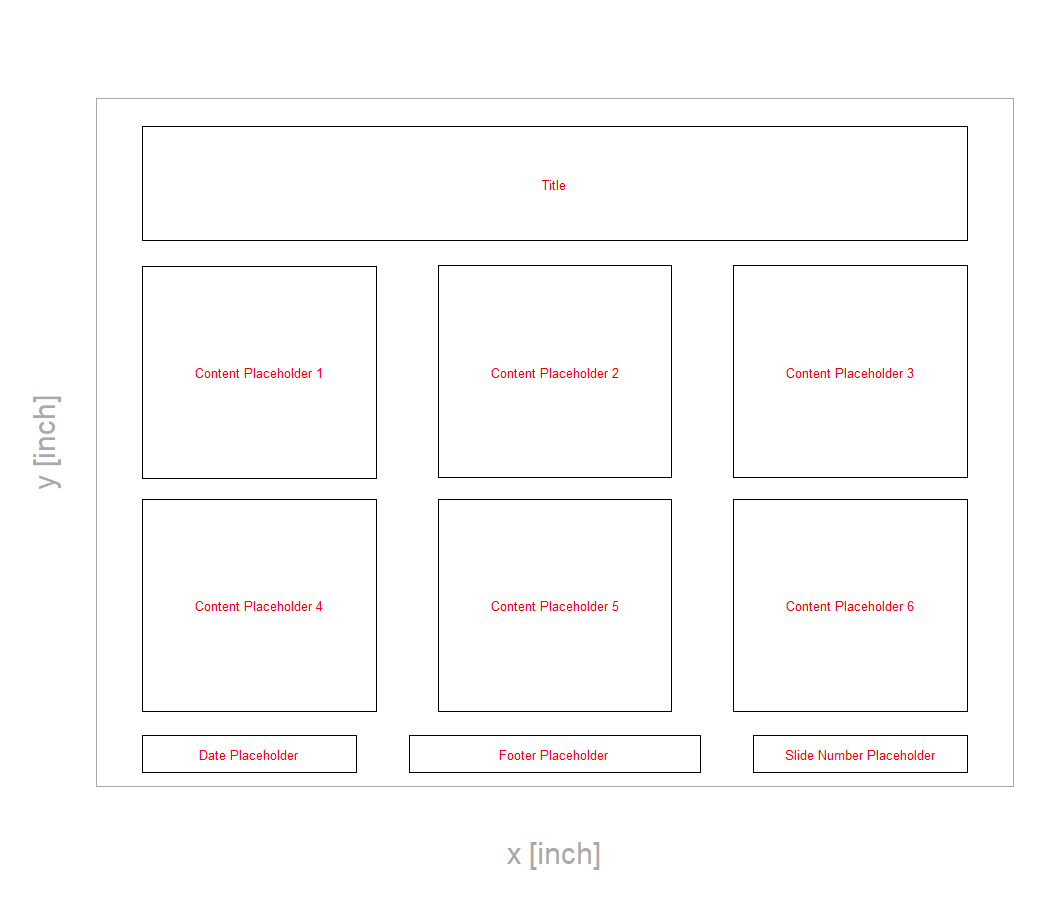 Title
Content Placeholder 1
Content Placeholder 2
Content Placeholder 3
y [inch]
Content Placeholder 4
Content Placeholder 5
Content Placeholder 6
Date Placeholder
Footer Placeholder
Slide Number Placeholder
x [inch]